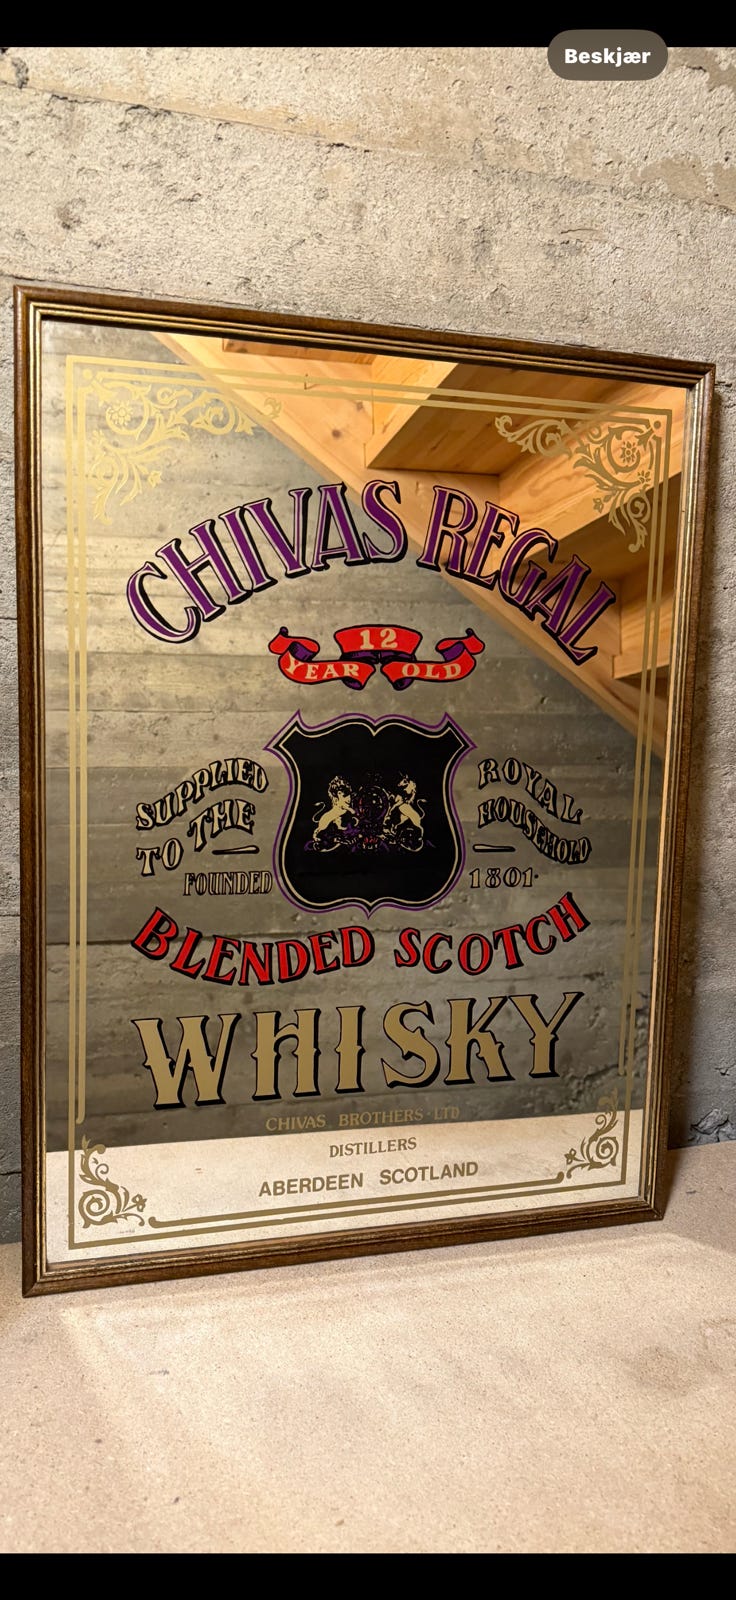 Beskjær
CHIVAS REGAL
12
YEAR OLD
SUPPLIED TO THE
ROYAL HOUSEHOLD
FOUNDED 1801
BLENDED SCOTCH
WHISKY
CHIVAS BROTHERS·LTD
DISTILLERS
ABERDEEN SCOTLAND